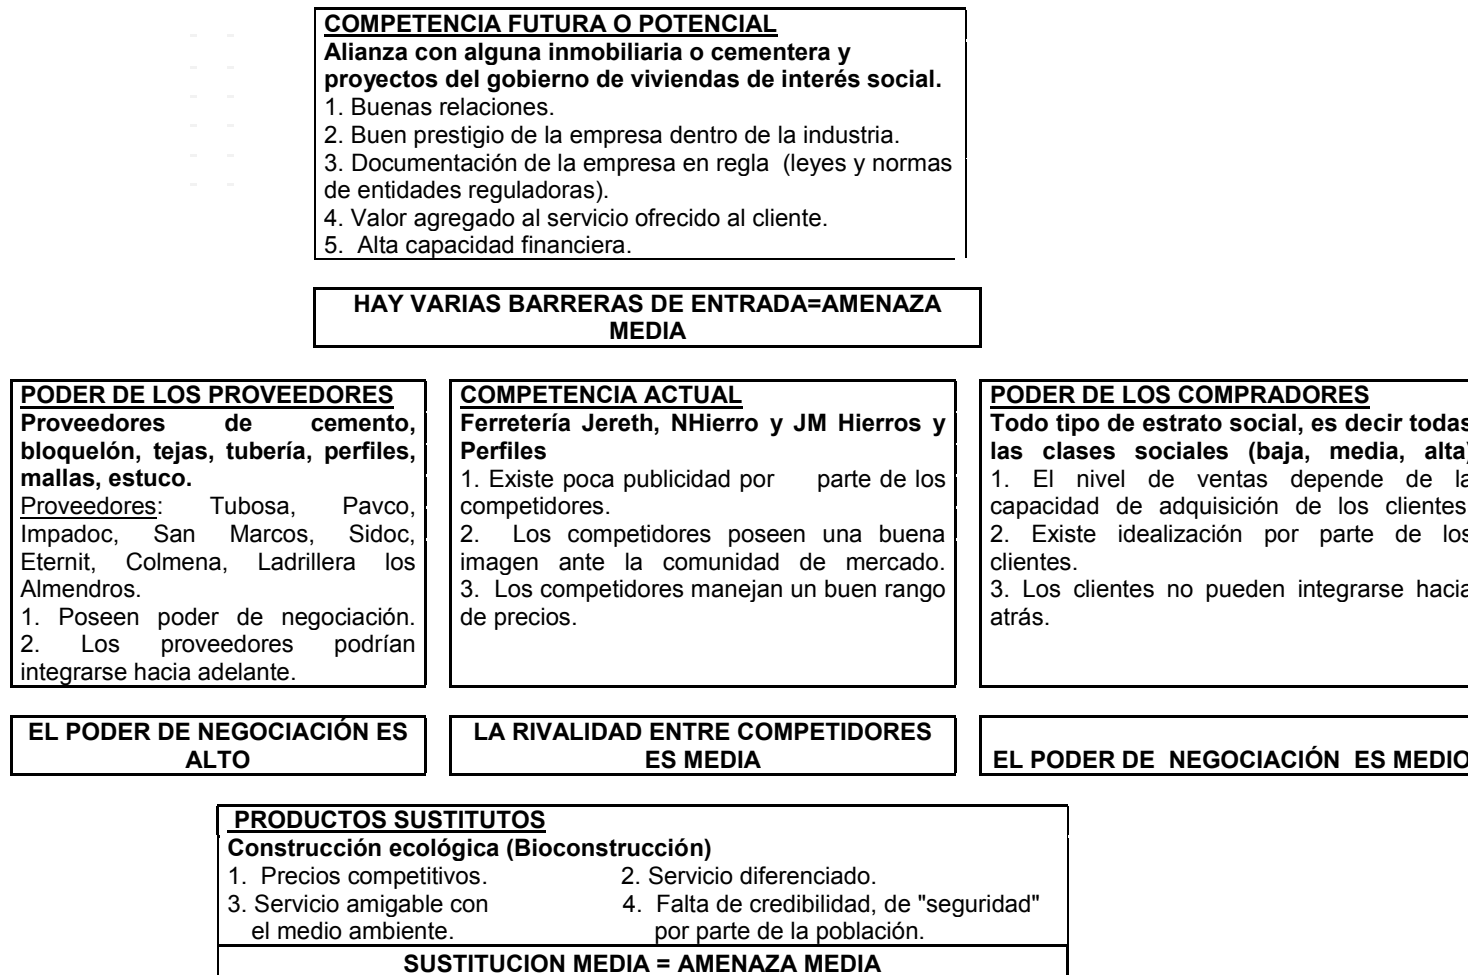 COMPETENCIA FUTURA O POTENCIAL
Alianza con alguna inmobiliaria o cementera y
proyectos del gobierno de viviendas de interés social.
1. Buenas relaciones.
2. Buen prestigio de la empresa dentro de la industria.
3. Documentación de la empresa en regla (leyes y normas
de entidades reguladoras).
4. Valor agregado al servicio ofrecido al cliente.
5. Alta capacidad financiera.
HAY VARIAS BARRERAS DE ENTRADA=AMENAZA
MEDIA
PODER DE LOS PROVEEDORES
Proveedores de cemento,
bloquelón, tejas, tubería, perfiles,
mallas, estuco.
Proveedores: Tubosa, Pavco,
Impadoc, San Marcos, Sidoc,
Eternit, Colmena, Ladrillera los
Almendros.
1. Poseen poder de negociación.
2. Los proveedores podrían
integrarse hacia adelante.
COMPETENCIA ACTUAL
Ferretería Jereth, NHierro y JM Hierros y
Perfiles
1. Existe poca publicidad por parte de los
competidores.
2. Los competidores poseen una buena
imagen ante la comunidad de mercado.
3. Los competidores manejan un buen rango
de precios.
PODER DE LOS COMPRADORES
Todo tipo de estrato social, es decir todas
las clases sociales (baja, media, alta)
1. El nivel de ventas depende de la
capacidad de adquisición de los clientes.
2. Existe idealización por parte de los
clientes.
3. Los clientes no pueden integrarse hacia
atrás.
EL PODER DE NEGOCIACIÓN ES
ALTO
LA RIVALIDAD ENTRE COMPETIDORES
ES MEDIA
EL PODER DE NEGOCIACIÓN ES MEDIO
PRODUCTOS SUSTITUTOS
Construcción ecológica (Bioconstrucción)
1. Precios competitivos. 2. Servicio diferenciado.
3. Servicio amigable con 4. Falta de credibilidad, de "seguridad"
el medio ambiente. por parte de la población.
SUSTITUCION MEDIA = AMENAZA MEDIA